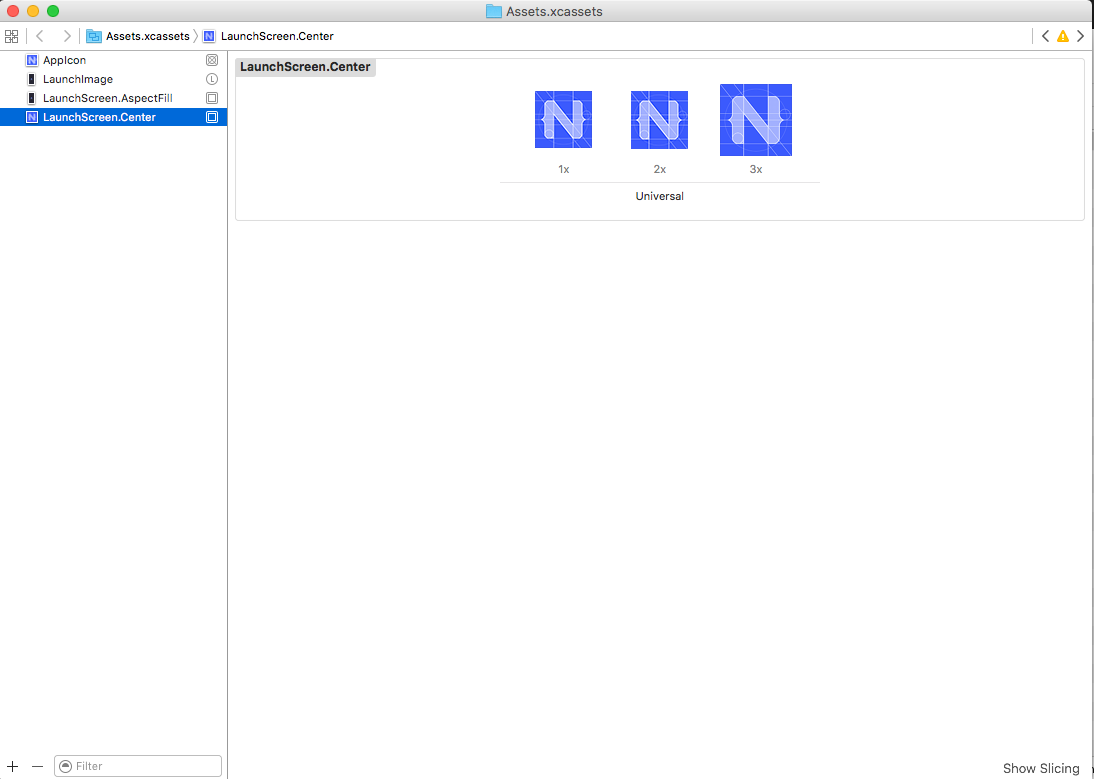 Assets.xcassets
Assets.xcassets
LaunchScreen.Center
AppIcon
LaunchImage
L
LaunchScreen.AspectFill
LaunchScreen.Center
LaunchScreen.Center
N
N
N
1x
2x
3x
Universal
Filter
Show Slicing